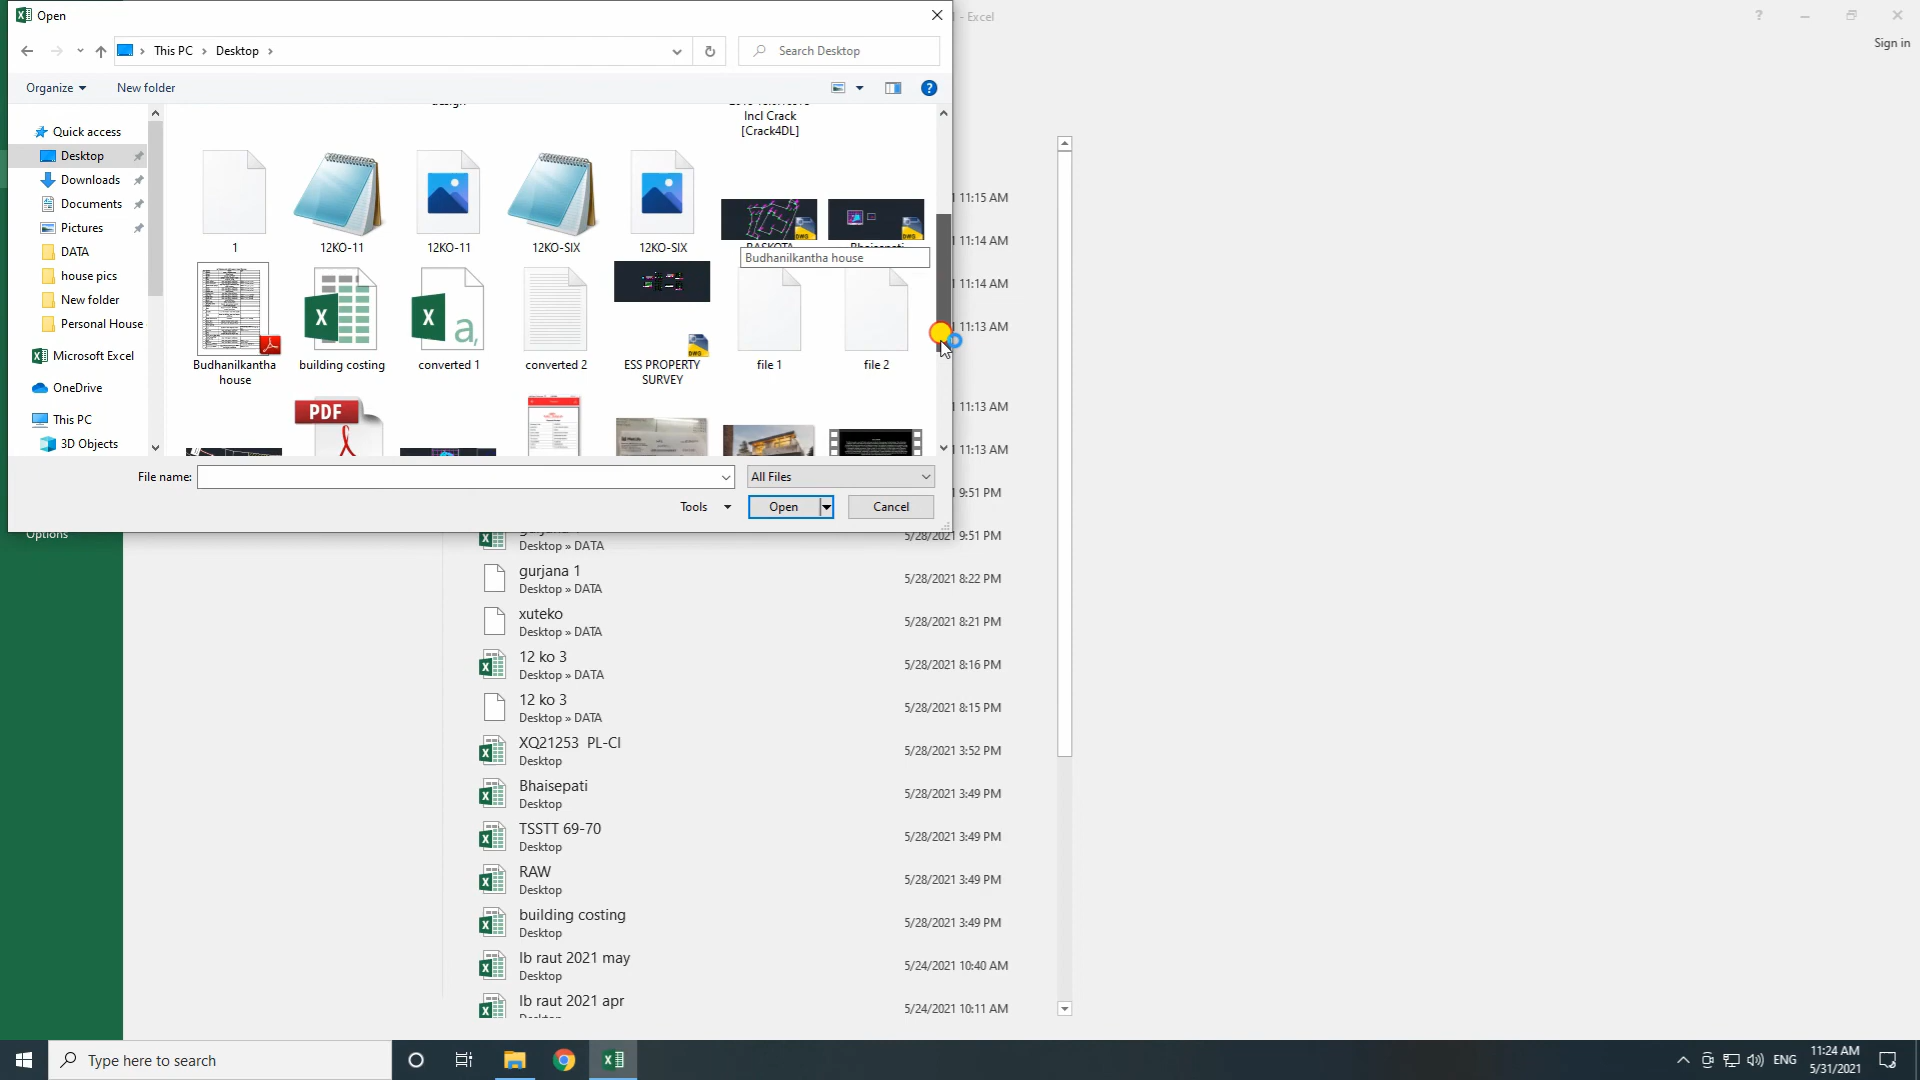 Open
- Excel
Sign in
This PC
Desktop
Search Desktop
Organize
New folder
Quick access
Desktop
Downloads
Documents
Pictures
DATA
house pics
New folder
Personal House
Microsoft Excel
OneDrive
This PC
3D Objects
design
Incl Crack
[Crack4DL]
1
12KO-11
12KO-11
12KO-SIX
12KO-SIX
DWG
DWG
BASKOTA
Bhaisepati
Budhanilkantha house
Budhanilkantha
house
building costing
converted 1
converted 2
ESS PROPERTY
SURVEY
file 1
file 2
PDF
File name:
All Files
Tools
Open
Cancel
11:15 AM
11:14 AM
11:14 AM
11:13 AM
11:13 AM
11:13 AM
9:51 PM
Options
Desktop » DATA
5/28/2021 9:51 PM
gurjana 1
Desktop » DATA
5/28/2021 8:22 PM
xuteko
Desktop » DATA
5/28/2021 8:21 PM
12 ko 3
Desktop » DATA
5/28/2021 8:16 PM
12 ko 3
Desktop » DATA
5/28/2021 8:15 PM
XQ21253 PL-CI
Desktop
5/28/2021 3:52 PM
Bhaisepati
Desktop
5/28/2021 3:49 PM
TSSTT 69-70
Desktop
5/28/2021 3:49 PM
RAW
Desktop
5/28/2021 3:49 PM
building costing
Desktop
5/28/2021 3:49 PM
Ib raut 2021 may
Desktop
5/24/2021 10:40 AM
Ib raut 2021 apr
Desktop
5/24/2021 10:11 AM
Type here to search
ENG
11:24 AM
5/31/2021